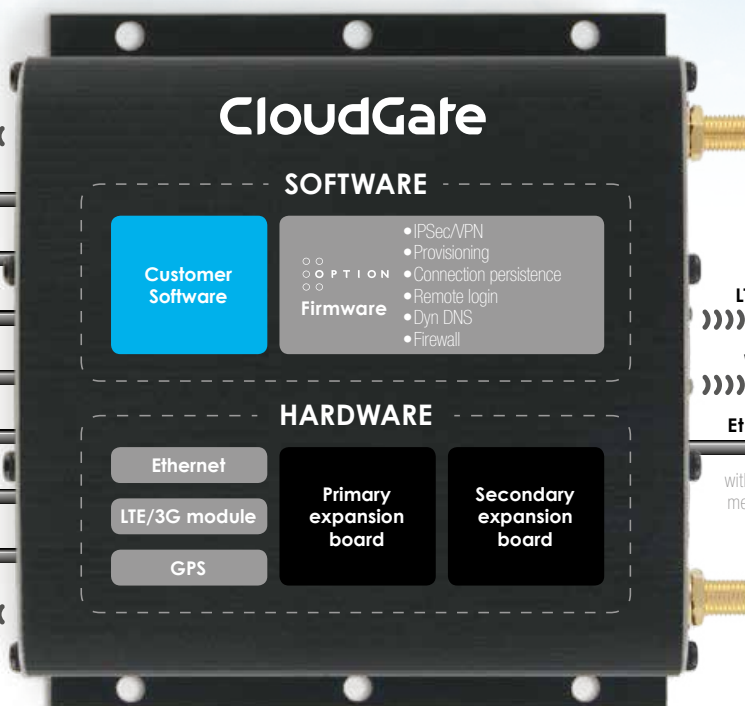 CloudGate
SOFTWARE
Customer
Software
OPTION
Firmware
•IPSec/VPN
•Provisioning
•Connection persistence
•Remote login
•Dyn DNS
•Firewall
HARDWARE
Ethernet
LTE/3G module
GPS
Primary
expansion
board
Secondary
expansion
board